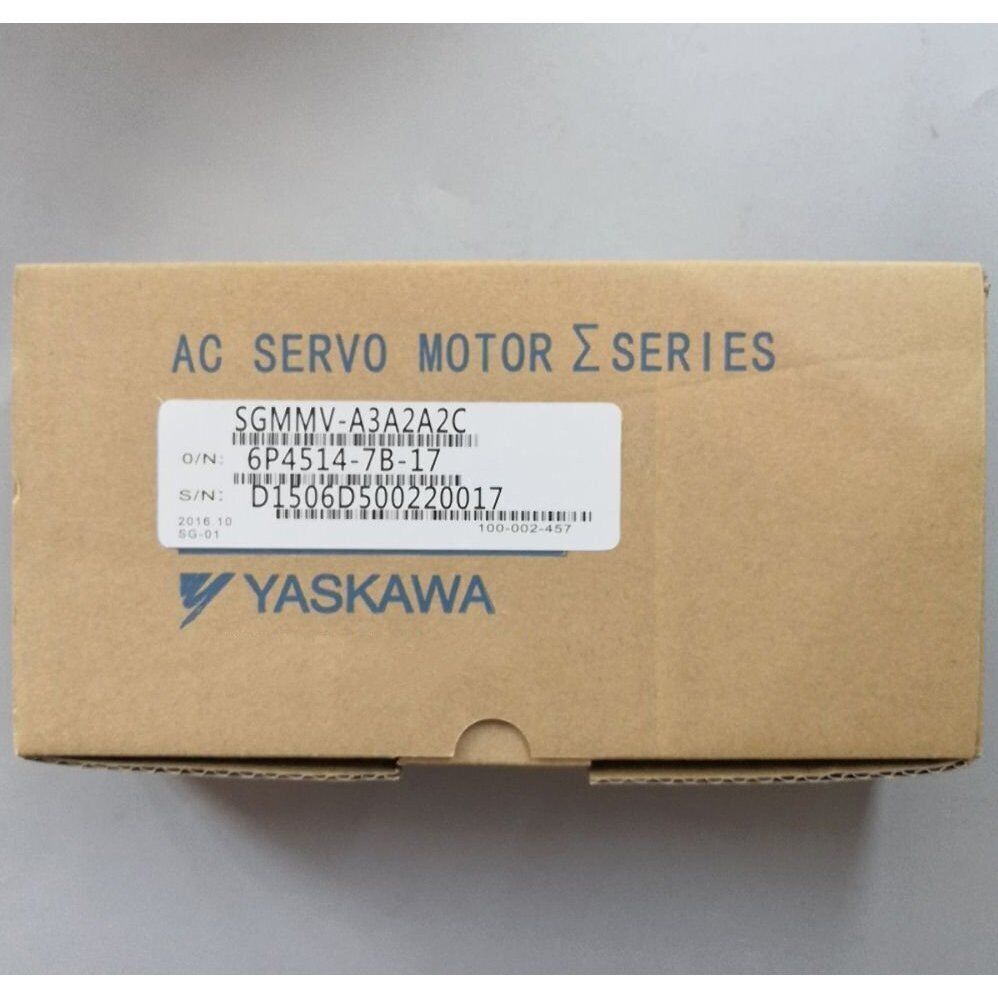 AC SERVO MOTOR Σ SERIES
SGMMV-A3A2A2C
O/N: 6P4514-7B-17
S/N: D1506D500220017
2016.10
SG-01
100-002-457
YASKAWA